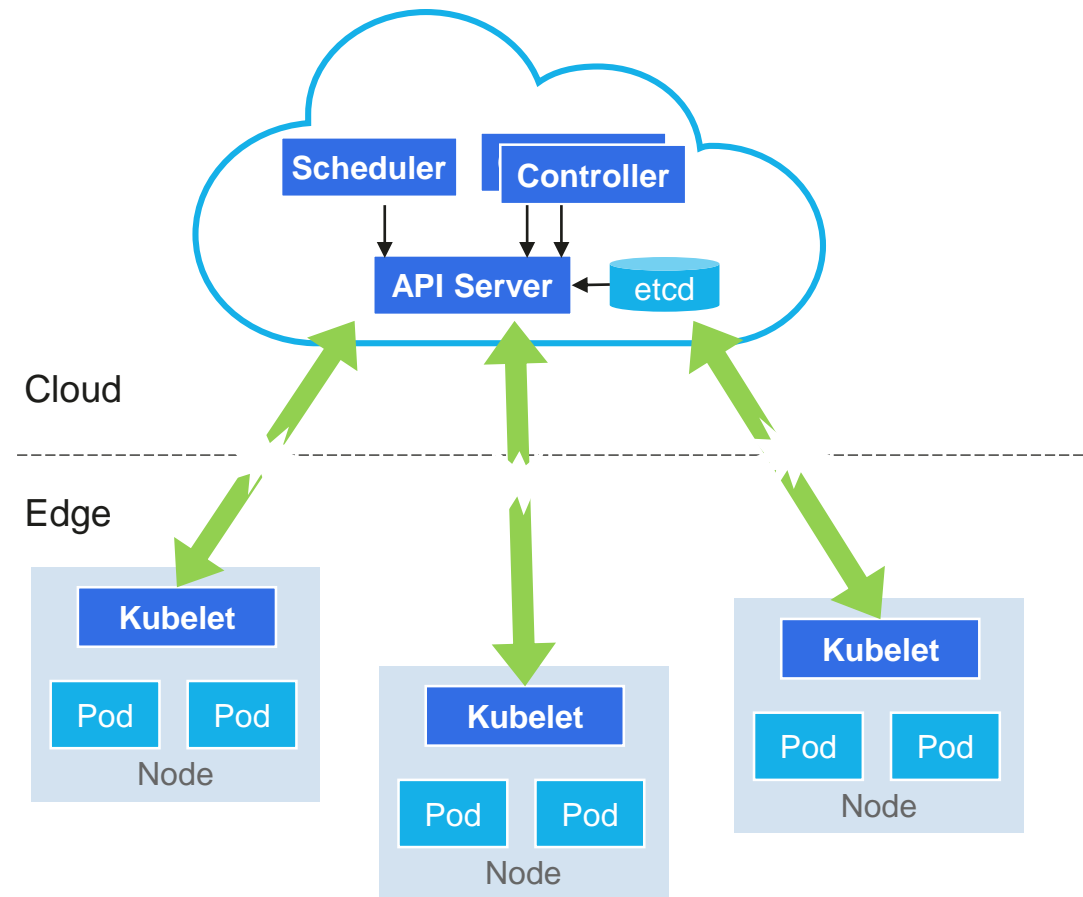 Scheduler
Controller
API Server
etcd
Cloud
Edge
Kubelet
Pod Pod
Node
Kubelet
Pod Pod
Node
Kubelet
Pod Pod
Node